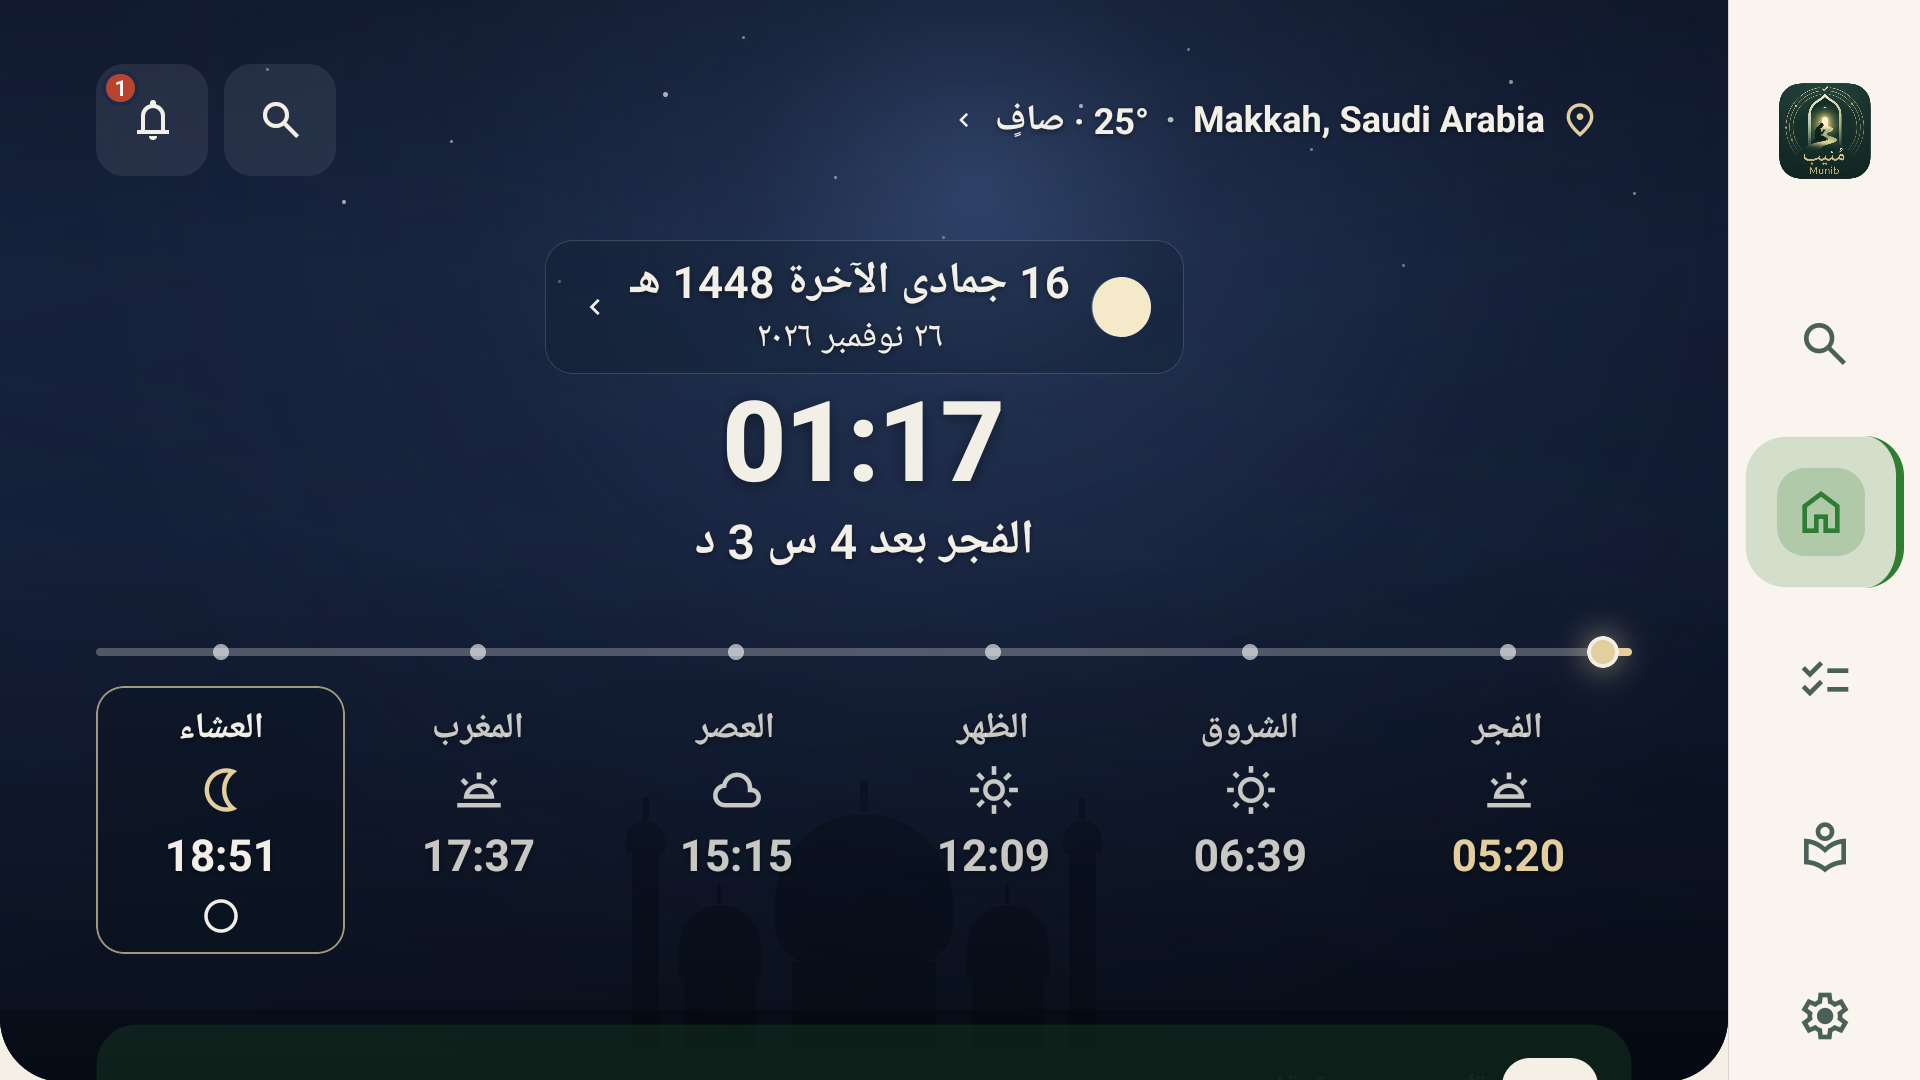 Makkah, Saudi Arabia · 25° : صافٍ
1
مُنيب
Munib
16 جمادى الآخرة 1448 هـ
٢٦ نوفمبر ٢٠٢٦
01:17
الفجر بعد 4 س 3 د
الفجر
05:20
الشروق
06:39
الظهر
12:09
العصر
15:15
المغرب
17:37
العشاء
18:51